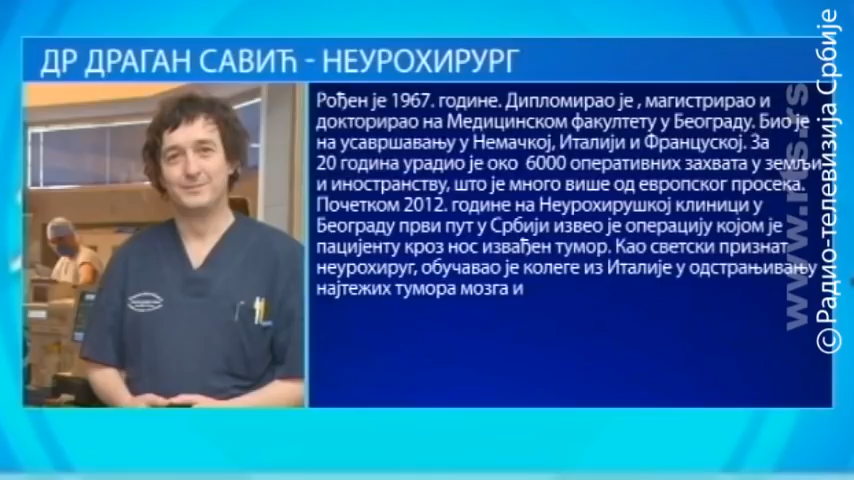 ДР ДРАГАН САВИЋ - НЕУРОХИРУРГ
Рођен је 1967. године. Дипломирао је , магистрирао и
докторирао на Медицинском факултету у Београду. Био је
на усавршавању у Немачкој, Италији и Француској. За
20 година урадио је око 6000 оперативних захвата у земљи
и иностранству, што је много више од европског просека.
Почетком 2012. године на Неурохирушкој клиници у
Београду први пут у Србији извео је операцију којом је
пацијенту кроз нос извађен тумор. Као светски признат
неурохируг, обучавао је колеге из Италије у одстрањивању
најтежих тумора мозга и
www.rts.rs
©Радио-телевизија Србије